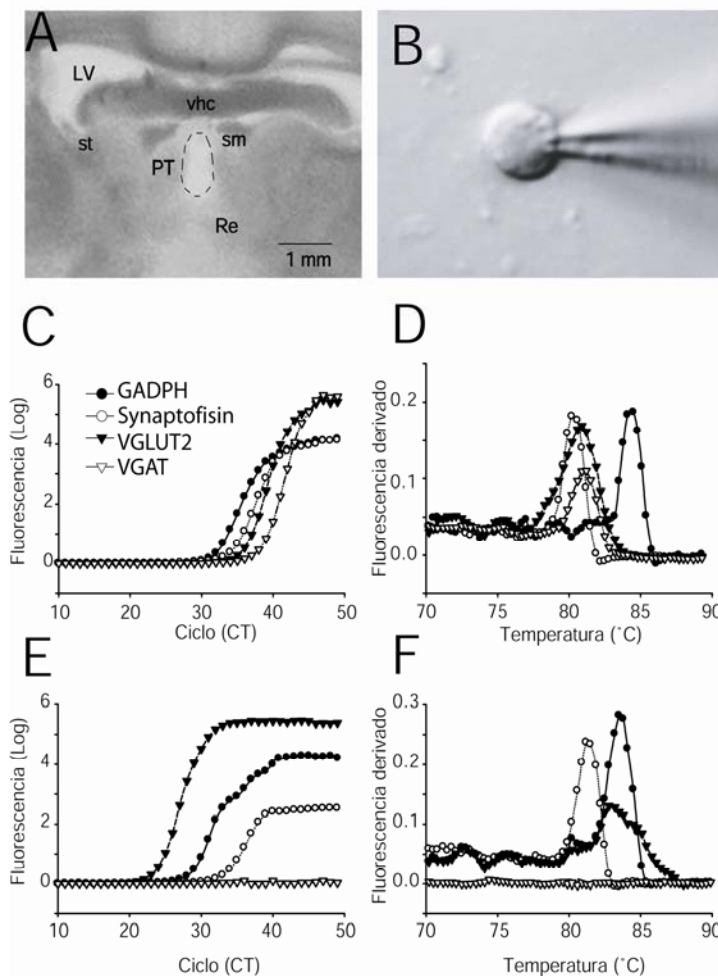 A
LV
vhc
st
sm
PT
Re
1 mm
B
C
GADPH
Synaptofisin
VGLUT2
VGAT
Fluorescencia (Log)
6
4
2
0
10 20 30 40 50
Ciclo (CT)
D
Fluorescencia derivado
0.2
0.1
0.0
70 75 80 85 90
Temperatura (˚C)
E
Fluorescencia (Log)
6
4
2
0
10 20 30 40 50
Ciclo (CT)
F
Fluorescencia derivado
0.3
0.2
0.1
0.0
70 75 80 85 90
Temperatura (˚C)